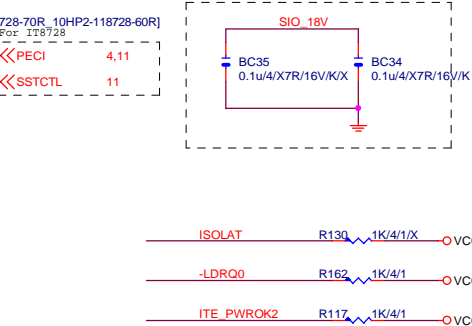 728-70R_10HP2-118728-60R]
For IT8728
PECI 4,11
SSTCTL 11
SIO_18V
BC35
0.1u/4/X7R/16V/K/X
BC34
0.1u/4/X7R/16V/K
ISOLAT R130 1K/4/1/X
-LDRQ0 R162 1K/4/1
ITE_PWROK2 R117 1K/4/1